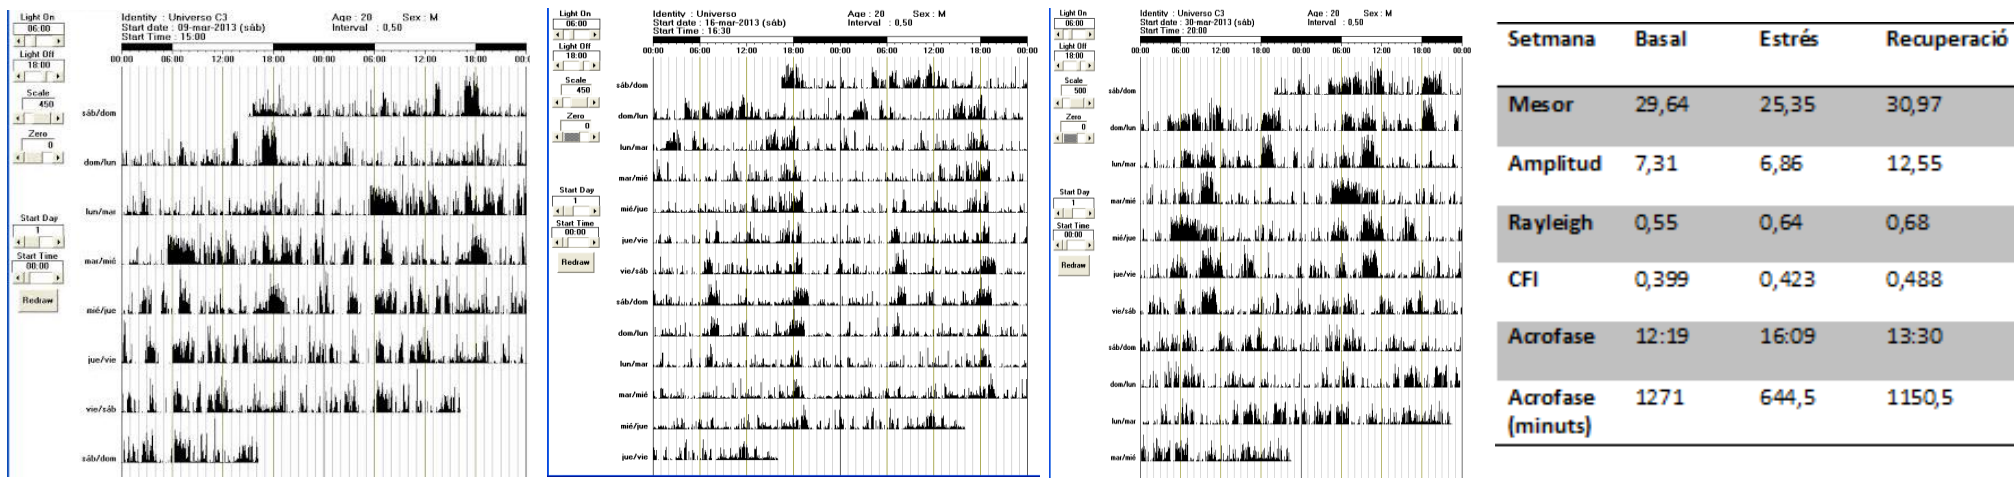 Light On
06:00
Light Off
18:00
Scale
450
Zero
0
Start Day
1
Start Time
00:00
Redraw
Identity : Universo C3 Age : 20 Sex : M
Start date : 09-mar-2013 (sáb) Interval : 0,50
Start Time : 15:00
00:00 06:00 12:00 18:00 00:00 06:00 12:00 18:00 00:0
sáb/dom
dom/lun
lun/mar
mar/mié
mié/jue
jue/vie
vie/sáb
sáb/dom
Light On
06:00
Light Off
18:00
Scale
450
Zero
0
Start Day
1
Start Time
00:00
Redraw
Identity : Universo Age : 20 Sex : M
Start date : 16-mar-2013 (sáb) Interval : 0,50
Start Time : 16:30
00:00 06:00 12:00 18:00 00:00 06:00 12:00 18:00 00:00
sáb/dom
dom/lun
lun/mar
mar/mié
mié/jue
jue/vie
vie/sáb
sáb/dom
dom/lun
lun/mar
mar/mié
mié/jue
jue/vie
Light On
06:00
Light Off
18:00
Scale
500
Zero
0
Start Day
1
Start Time
00:00
Redraw
Identity : Universo C3 Age : 20 Sex : M
Start date : 30-mar-2013 (sáb) Interval : 0,50
Start Time : 20:00
00:00 06:00 12:00 18:00 00:00 06:00 12:00 18:00 00:00
sáb/dom
dom/lun
lun/mar
mar/mié
mié/jue
jue/vie
vie/sáb
sáb/dom
dom/lun
lun/mar
mar/mié
Setmana Basal Estrés Recuperació
Mesor 29,64 25,35 30,97
Amplitud 7,31 6,86 12,55
Rayleigh 0,55 0,64 0,68
CFI 0,399 0,423 0,488
Acrofase 12:19 16:09 13:30
Acrofase 1271 644,5 1150,5
(minuts)